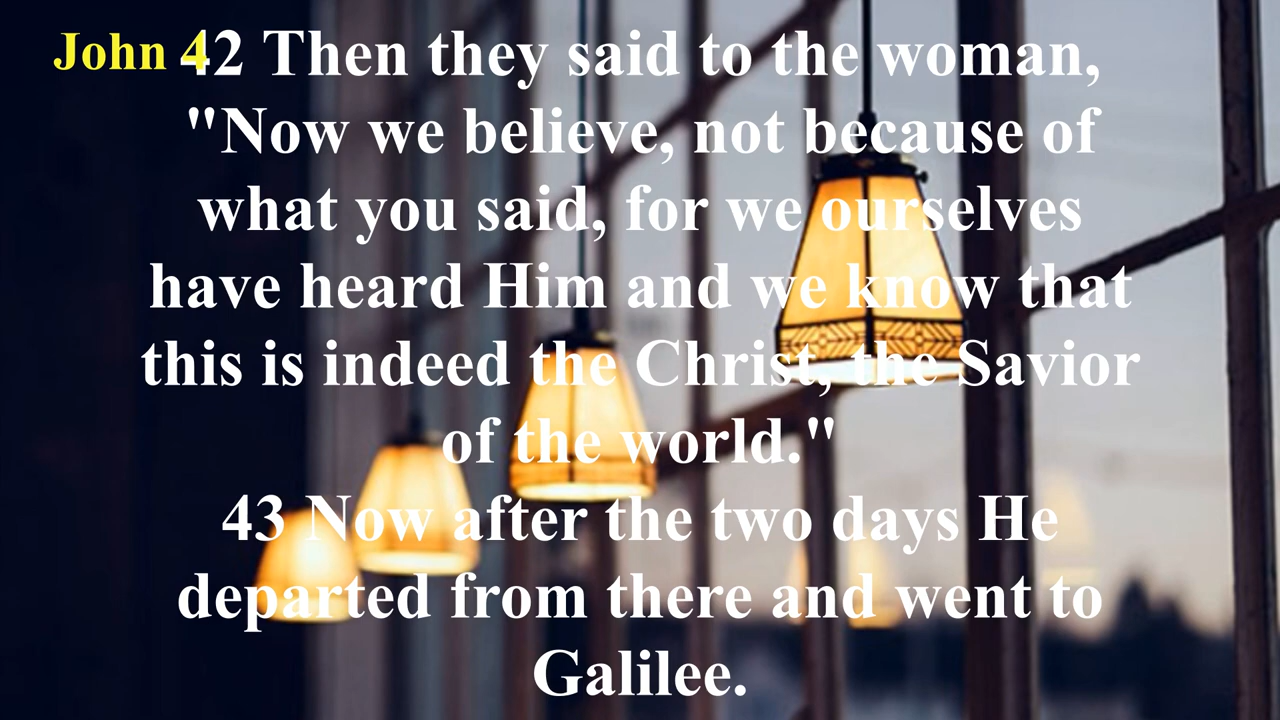 John 4
42 Then they said to the woman,
"Now we believe, not because of
what you said, for we ourselves
have heard Him and we know that
this is indeed the Christ, the Savior
of the world."
43 Now after the two days He
departed from there and went to
Galilee.